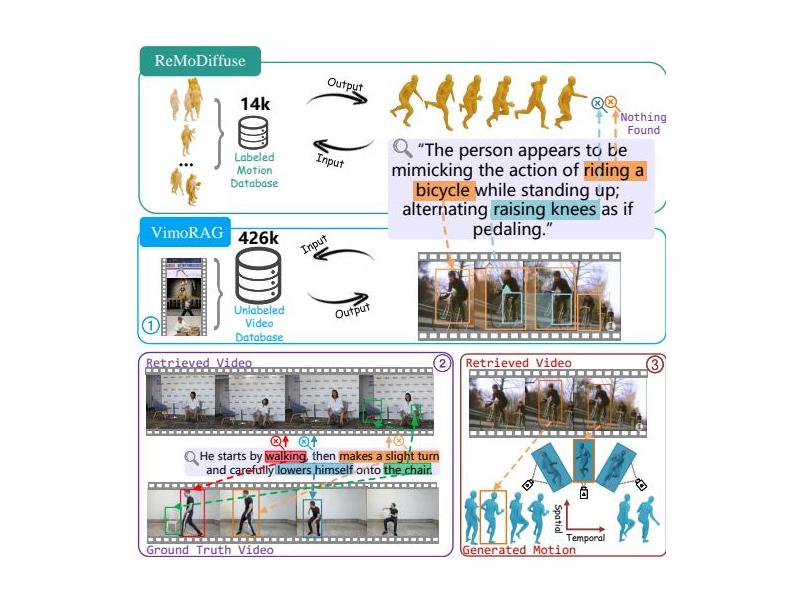 ReMoDiffuse
14k
Labeled
Motion
Database
...
Output
Input
Nothing
Found
"The person appears to be
mimicking the action of riding a
bicycle while standing up;
alternating raising knees as if
pedaling."
VimoRAG
426k
Unlabeled
Video
Database
Input
Output
1
Retrieved Video
2
He starts by walking, then makes a slight turn
and carefully lowers himself onto the chair.
Ground Truth Video
Retrieved Video
3
Spatial
Temporal
Generated Motion